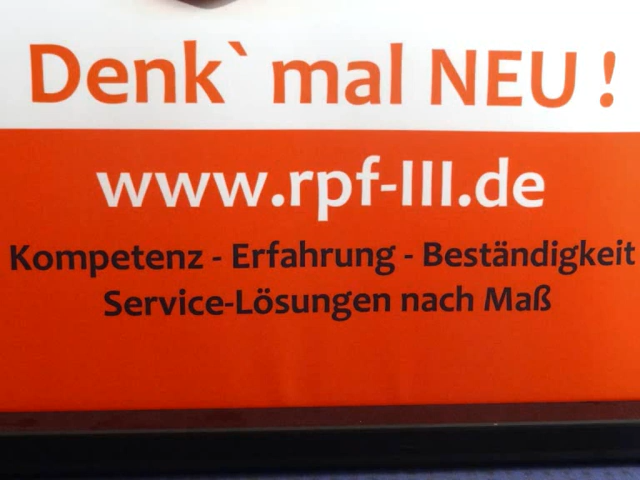 Denk` mal NEU !
www.rpf-III.de
Kompetenz - Erfahrung - Beständigkeit
Service-Lösungen nach Maß